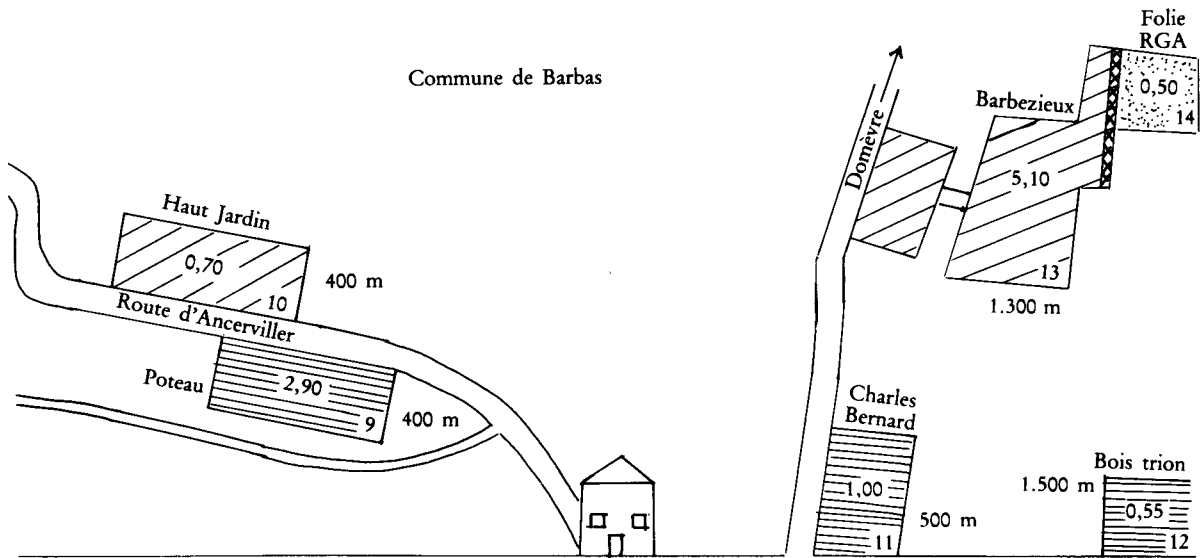 Folie
RGA
Commune de Barbas
0,50
14
Barbezieux
Domèvre
5,10
13
1.300 m
Haut Jardin
0,70
10
400 m
Route d'Ancerviller
Poteau
2,90
9
400 m
Charles
Bernard
1,00
11
500 m
Bois trion
1.500 m
0,55
12